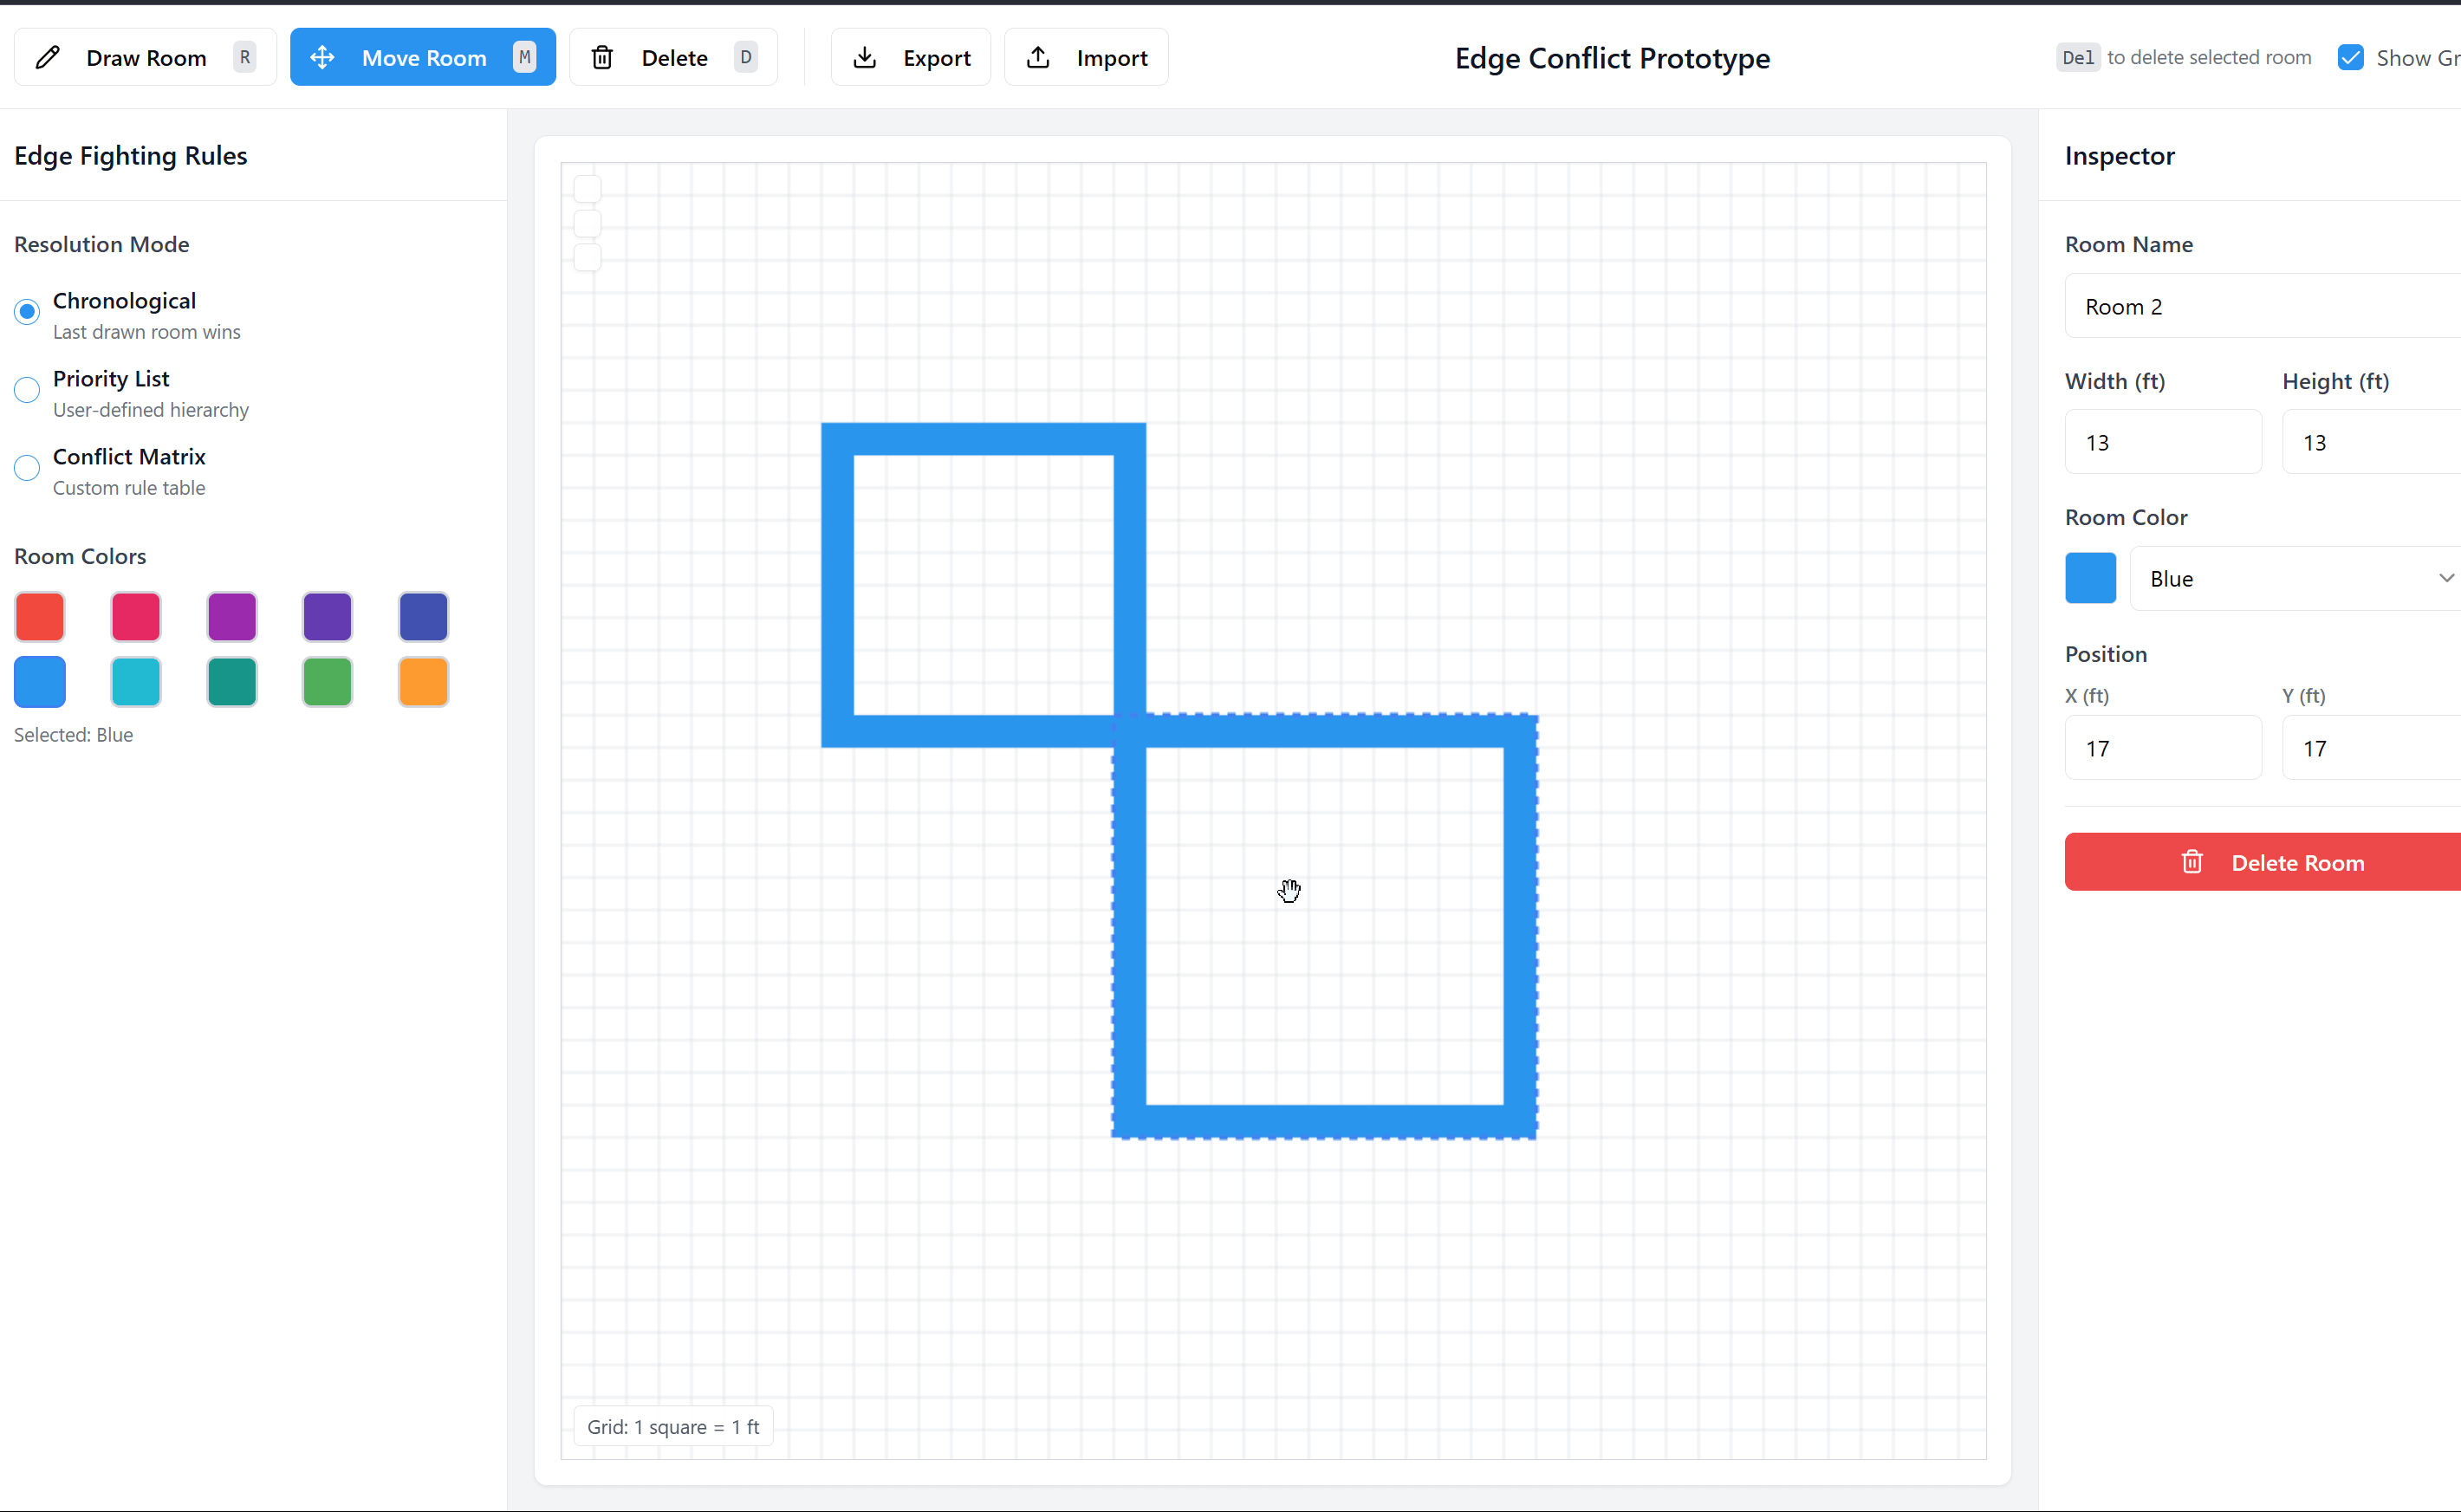 Draw Room R
Move Room M
Delete D
Export
Import
Edge Conflict Prototype
Del to delete selected room
Show Gr
Edge Fighting Rules
Resolution Mode
Chronological
Last drawn room wins
Priority List
User-defined hierarchy
Conflict Matrix
Custom rule table
Room Colors
Selected: Blue
Grid: 1 square = 1 ft
Inspector
Room Name
Room 2
Width (ft) Height (ft)
13 13
Room Color
Blue
Position
X (ft) Y (ft)
17 17
Delete Room